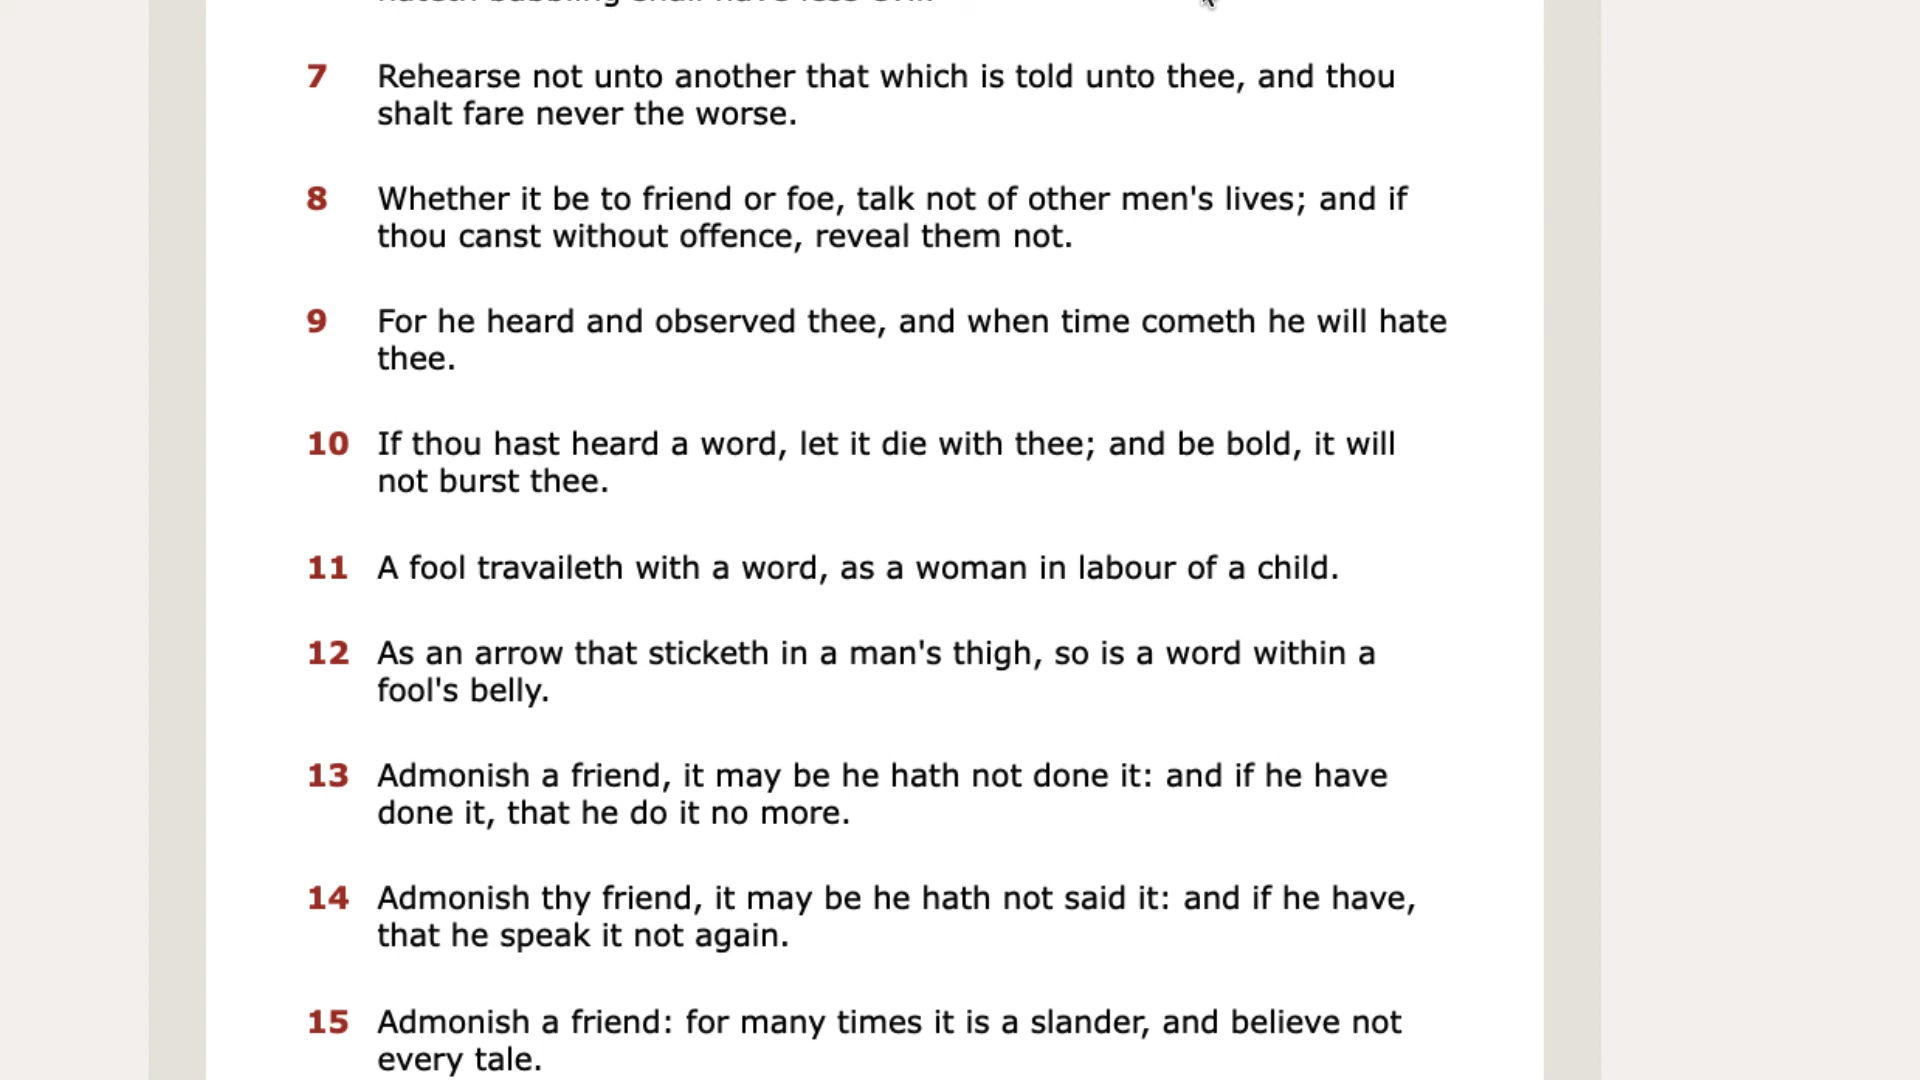 hateth babbling shall have less evil.
7 Rehearse not unto another that which is told unto thee, and thou
shalt fare never the worse.
8 Whether it be to friend or foe, talk not of other men's lives; and if
thou canst without offence, reveal them not.
9 For he heard and observed thee, and when time cometh he will hate
thee.
10 If thou hast heard a word, let it die with thee; and be bold, it will
not burst thee.
11 A fool travaileth with a word, as a woman in labour of a child.
12 As an arrow that sticketh in a man's thigh, so is a word within a
fool's belly.
13 Admonish a friend, it may be he hath not done it: and if he have
done it, that he do it no more.
14 Admonish thy friend, it may be he hath not said it: and if he have,
that he speak it not again.
15 Admonish a friend: for many times it is a slander, and believe not
every tale.